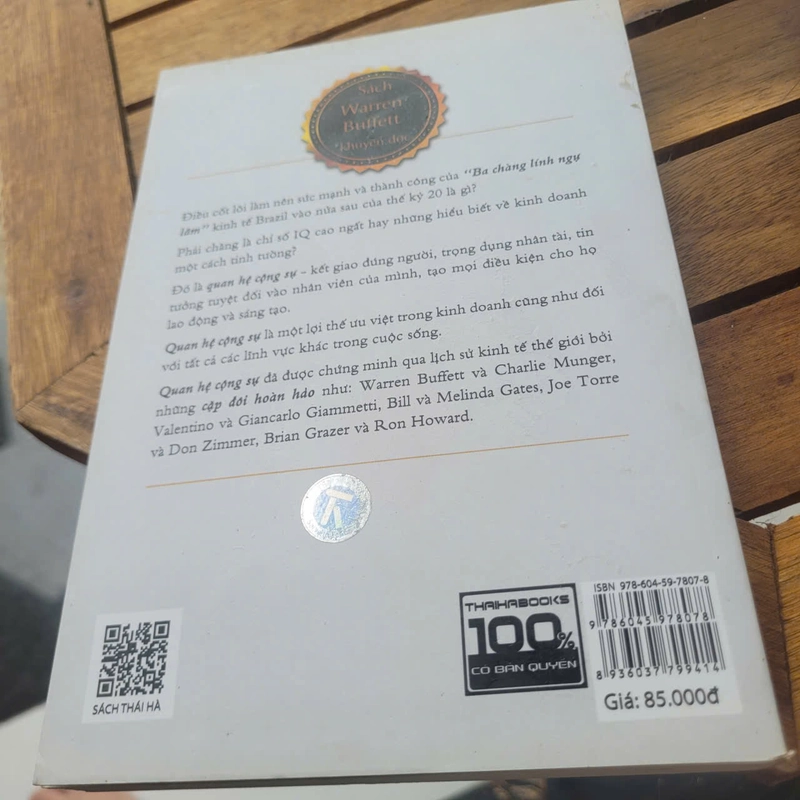 Sách
Warren
Buffett
khuyên đọc
Điều cốt lõi làm nên sức mạnh và thành công của "Ba chàng lính ngự
lâm" kinh tế Brazil vào nửa sau của thế kỷ 20 là gì?
Phải chăng là chỉ số IQ cao ngất hay những hiểu biết về kinh doanh
một cách tinh tường?
Đó là quan hệ cộng sự - kết giao đúng người, trọng dụng nhân tài, tin
tưởng tuyệt đối vào nhân viên của mình, tạo mọi điều kiện cho họ
lao động và sáng tạo.
Quan hệ cộng sự là một lợi thế ưu việt trong kinh doanh cũng như đối
với tất cả các lĩnh vực khác trong cuộc sống.
Quan hệ cộng sự đã được chứng minh qua lịch sử kinh tế thế giới bởi
những cặp đôi hoàn hảo như: Warren Buffett và Charlie Munger,
Valentino và Giancarlo Giammetti, Bill và Melinda Gates, Joe Torre
và Don Zimmer, Brian Grazer và Ron Howard.
SÁCH THÁI HÀ
THAIHABOOKS
100%
CÓ BẢN QUYỀN
ISBN 978-604-59-7807-8
9 786045 978078
8 936037 799414
Giá: 85.000đ